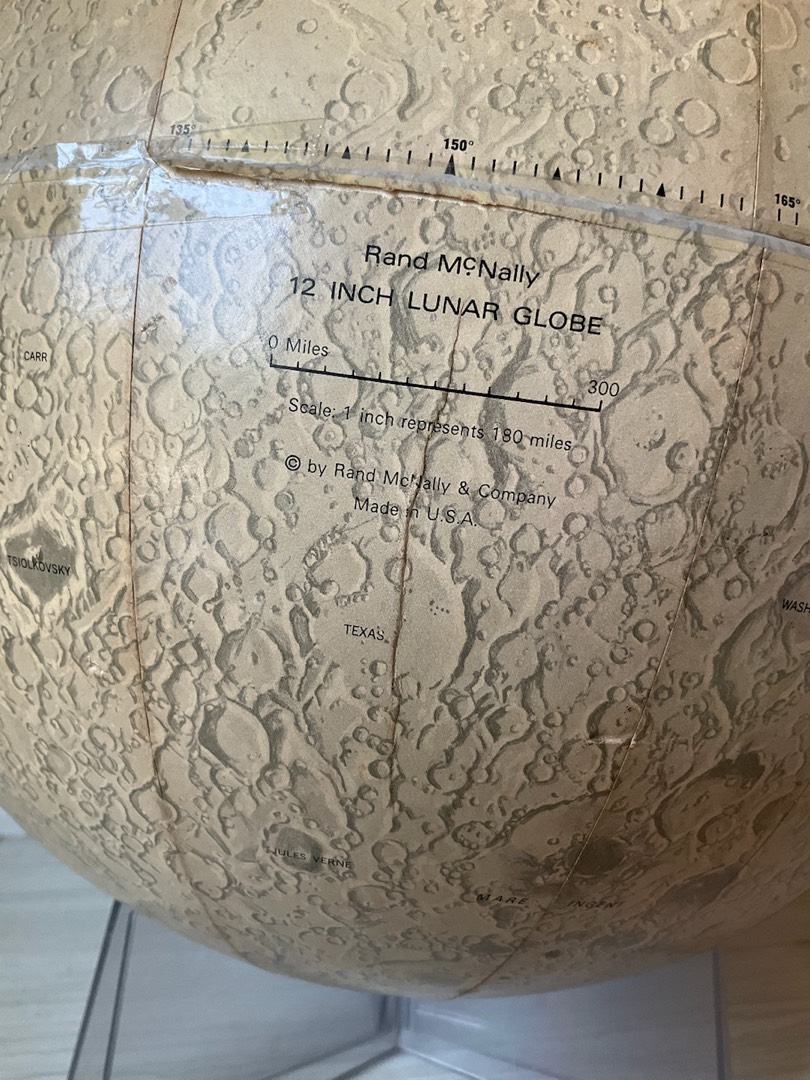 135°
150°
165°
Rand McNally
12 INCH LUNAR GLOBE
0 Miles
300
Scale: 1 inch represents 180 miles
© by Rand McNally & Company
Made in U.S.A.
CARR
TSIOLKOVSKY
TEXAS
WASH
JULES VERNE
MARE INGENI